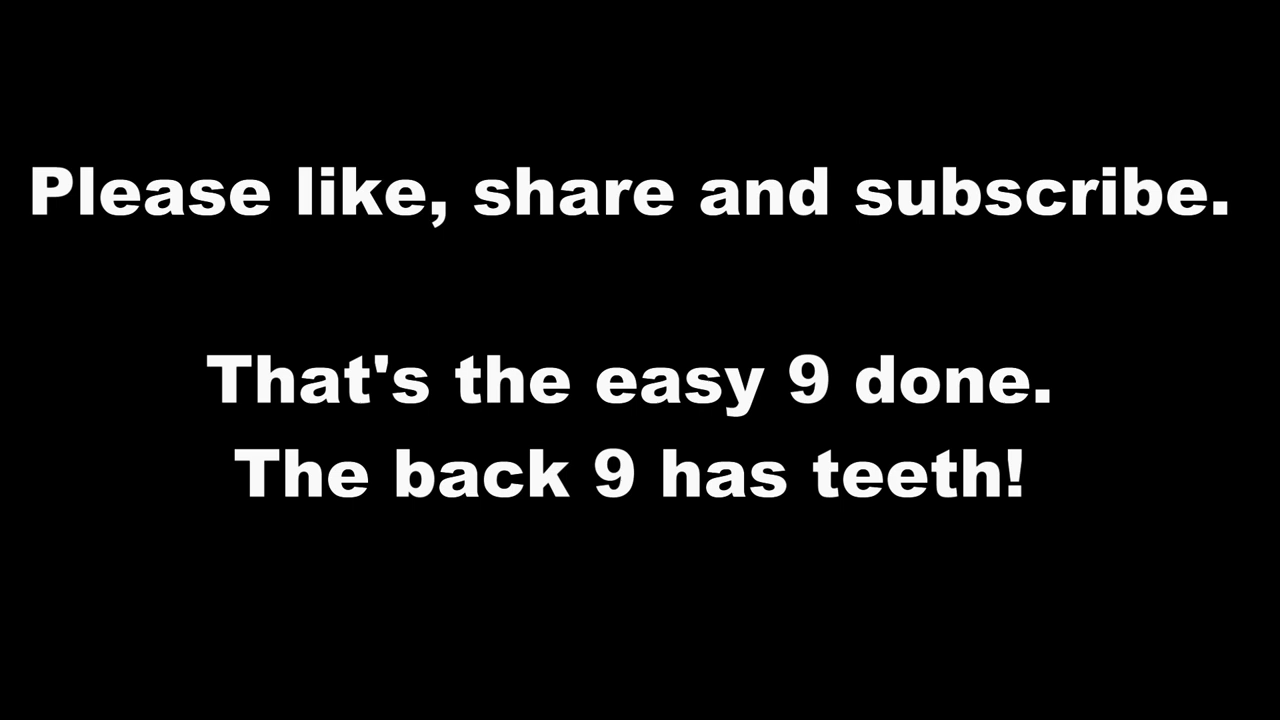 Please like, share and subscribe.
That's the easy 9 done.
The back 9 has teeth!